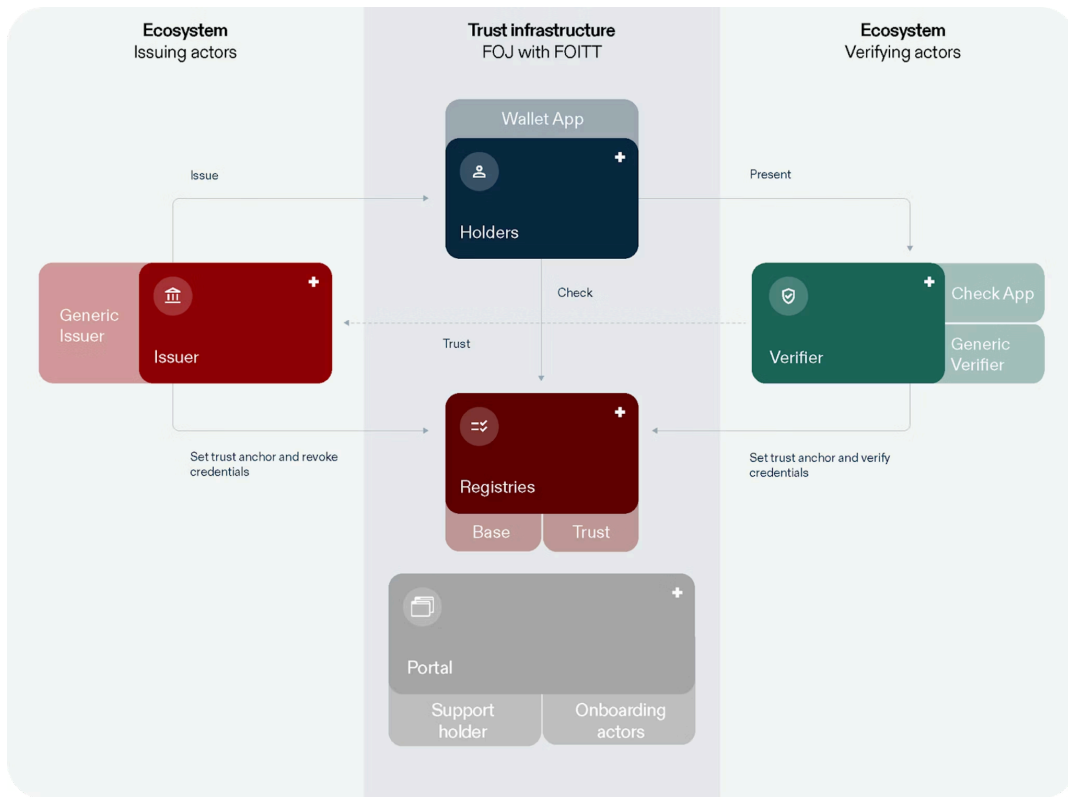 Ecosystem
Issuing actors
Trust infrastructure
FOJ with FOITT
Ecosystem
Verifying actors
Wallet App
Issue
Present
Holders
Check
Generic
Issuer
Issuer
Check App
Trust
Verifier
Generic
Verifier
Set trust anchor and revoke
credentials
Set trust anchor and verify
credentials
Registries
Base
Trust
Portal
Support
holder
Onboarding
actors